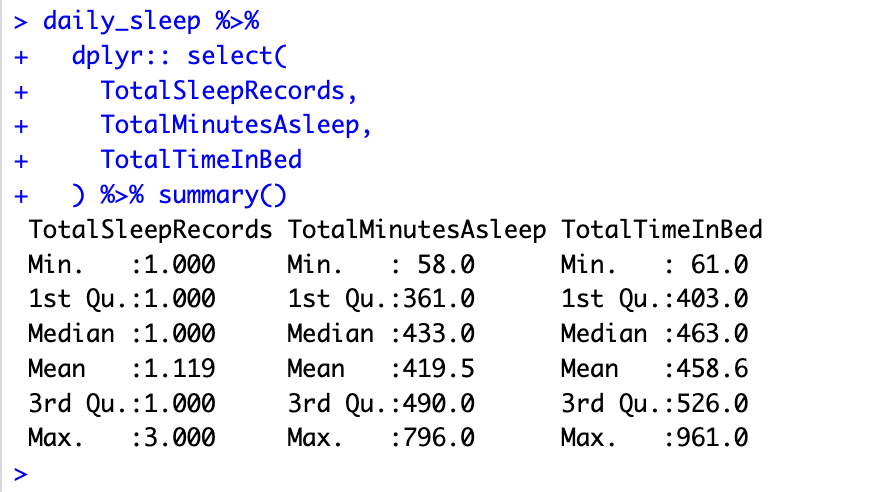 > daily_sleep %>%
+   dplyr:: select(
+     TotalSleepRecords,
+     TotalMinutesAsleep,
+     TotalTimeInBed
+   ) %>% summary()
 TotalSleepRecords TotalMinutesAsleep TotalTimeInBed
 Min.   :1.000     Min.   : 58.0      Min.   : 61.0
 1st Qu.:1.000     1st Qu.:361.0      1st Qu.:403.0
 Median :1.000     Median :433.0      Median :463.0
 Mean   :1.119     Mean   :419.5      Mean   :458.6
 3rd Qu.:1.000     3rd Qu.:490.0      3rd Qu.:526.0
 Max.   :3.000     Max.   :796.0      Max.   :961.0
>